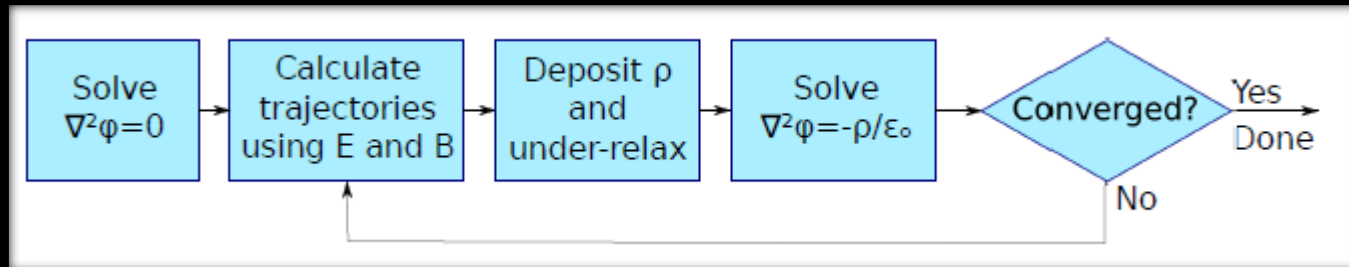 Solve
∇²φ=0
Calculate
trajectories
using E and B
Deposit ρ
and
under-relax
Solve
∇²φ=-ρ/ε₀
Converged?
Yes
Done
No